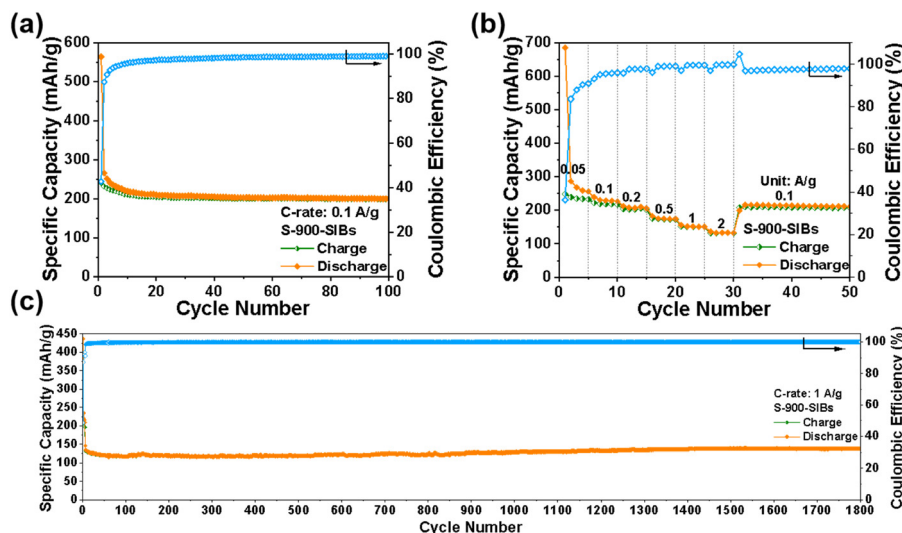 (a)
600
500
400
300
200
100
0
Specific Capacity (mAh/g)
0 20 40 60 80 100
Cycle Number
100
80
60
40
20
0
Coulombic Efficiency (%)
C-rate: 0.1 A/g
S-900-SIBs
Charge
Discharge
(b)
700
600
500
400
300
200
100
0
Specific Capacity (mAh/g)
0 10 20 30 40 50
Cycle Number
100
80
60
40
20
0
Coulombic Efficiency (%)
0.05
0.1
0.2
0.5
1
2
Unit: A/g
0.1
S-900-SIBs
Charge
Discharge
(c)
450
400
350
300
250
200
150
100
50
0
Specific Capacity (mAh/g)
0 100 200 300 400 500 600 700 800 900 1000 1100 1200 1300 1400 1500 1600 1700 1800
Cycle Number
100
80
60
40
20
0
Coulombic Efficiency (%)
C-rate: 1 A/g
S-900-SIBs
Charge
Discharge